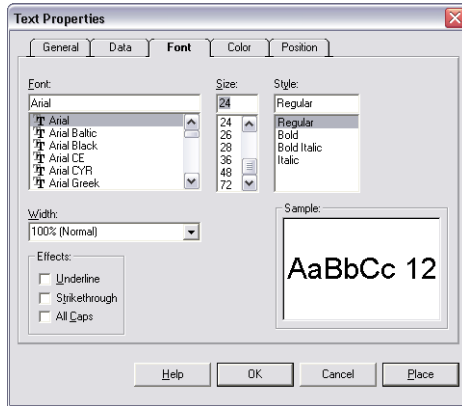 Text Properties
General Data Font Color Position
Font: Size: Style:
Arial 24 Regular
Arial 24 Regular
Arial Baltic 26 Bold
Arial Black 28 Bold Italic
Arial CE 36 Italic
Arial CYR 48
Arial Greek 72
Width: Sample:
100% (Normal)
Effects: AaBbCc 12
Underline
Strikethrough
All Caps
Help OK Cancel Place